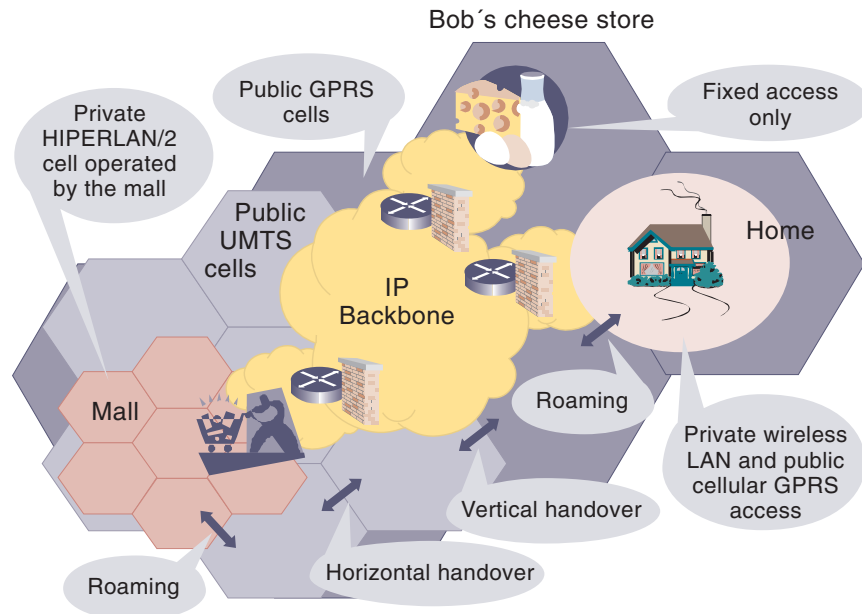 Bob´s cheese store
Public GPRS
cells
Fixed access
only
Private
HIPERLAN/2
cell operated
by the mall
Public
UMTS
cells
Home
IP
Backbone
Mall
Roaming
Private wireless
LAN and public
cellular GPRS
access
Vertical handover
Horizontal handover
Roaming